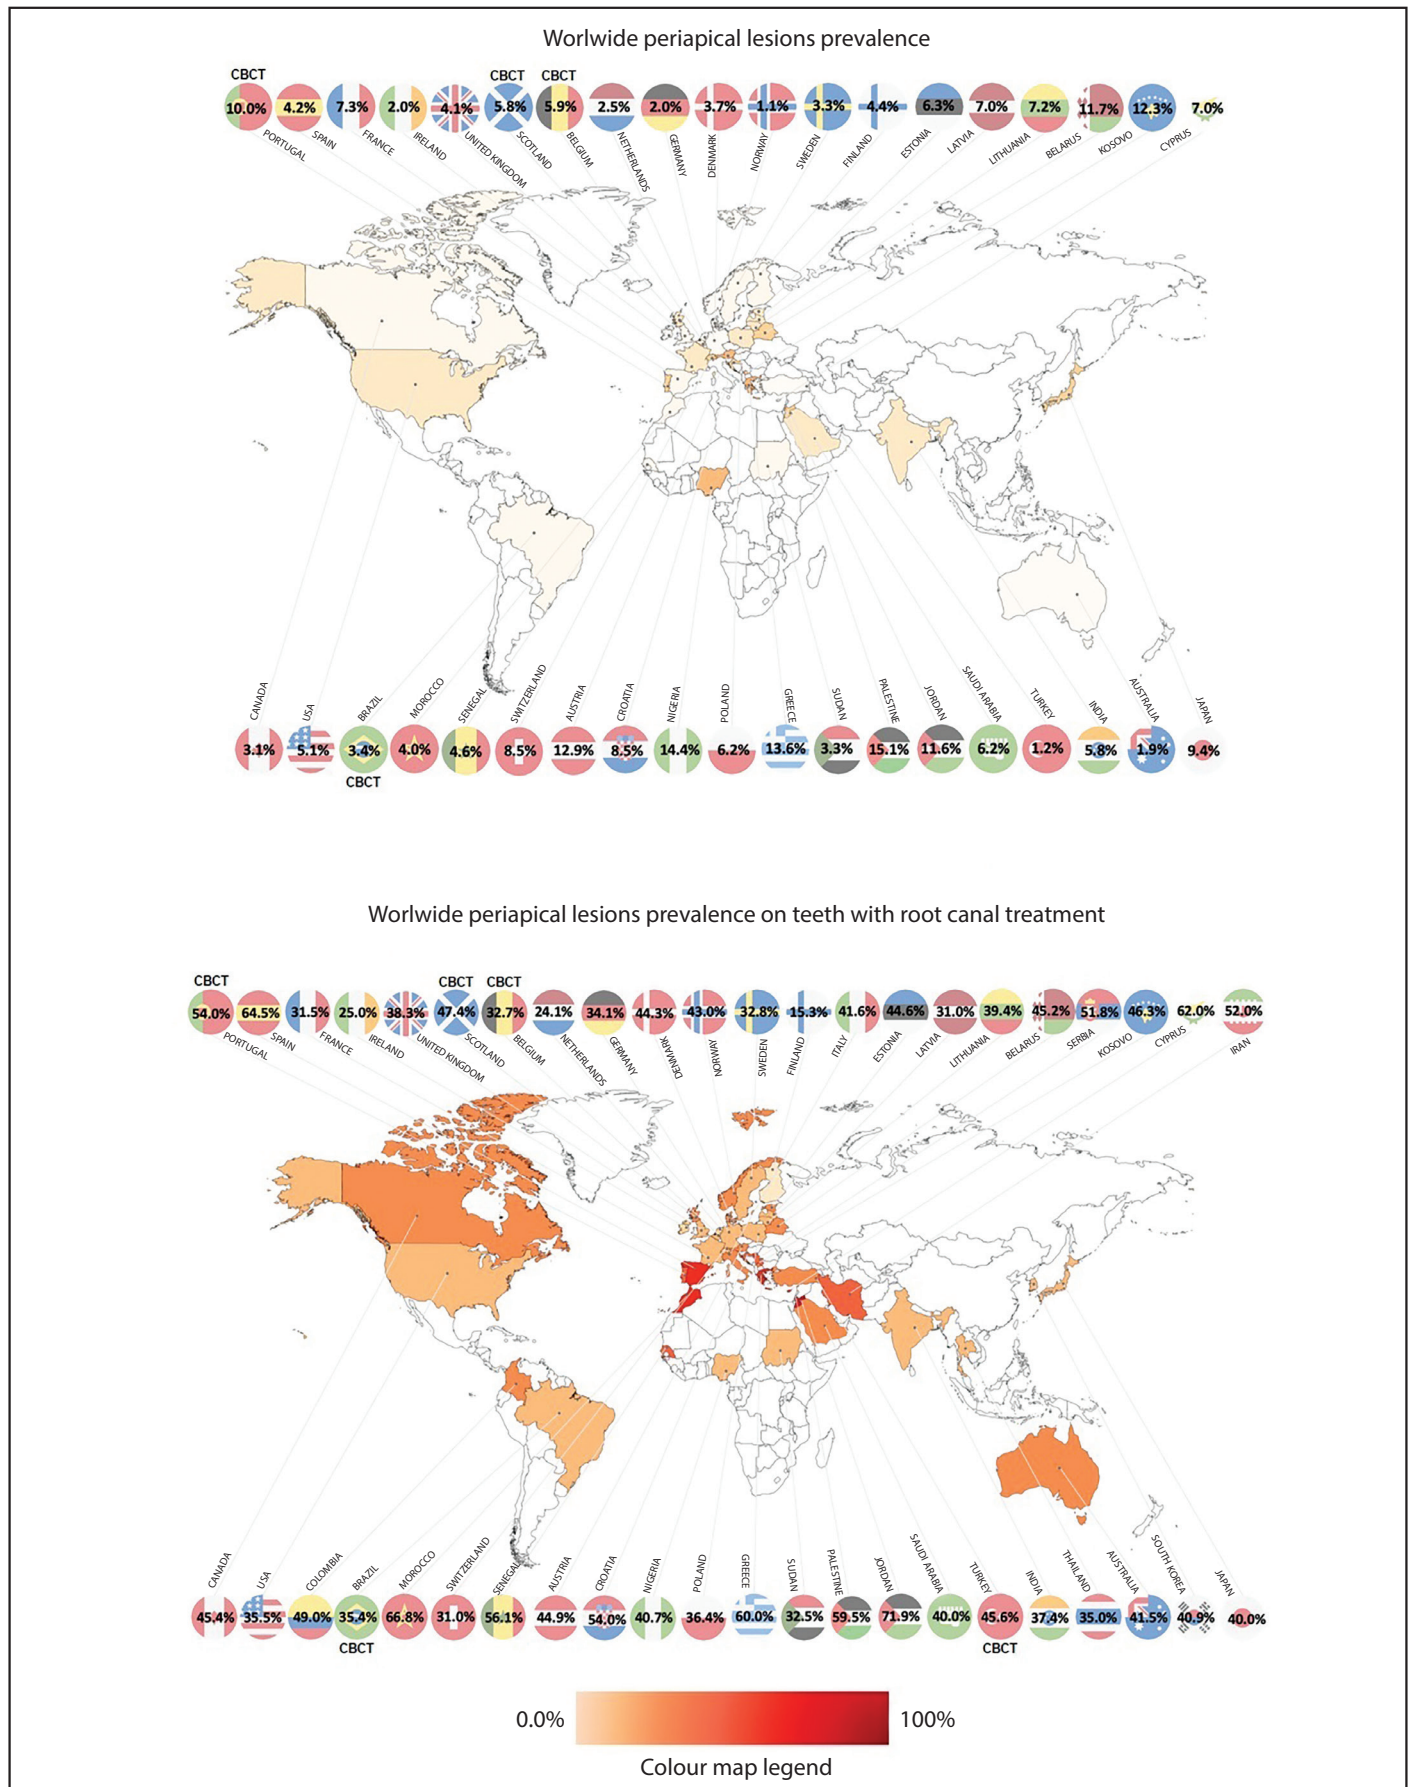 Worlwide periapical lesions prevalence
CBCT CBCT CBCT
10.0% 4.2% 7.3% 2.0% 4.1% 5.8% 5.9% 2.5% 2.0% 3.7% 1.1% 3.3% 4.4% 6.3% 7.0% 7.2% 11.7% 12.3% 7.0%
PORTUGAL SPAIN FRANCE IRELAND UNITED KINGDOM SCOTLAND BELGIUM NETHERLANDS GERMANY DENMARK NORWAY SWEDEN FINLAND ESTONIA LATVIA LITHUANIA BELARUS KOSOVO CYPRUS
CANADA USA BRAZIL MOROCCO SENEGAL SWITZERLAND AUSTRIA CROATIA NIGERIA POLAND GREECE SUDAN PALESTINE JORDAN SAUDI ARABIA TURKEY INDIA AUSTRALIA JAPAN
3.1% 5.1% 3.4% 4.0% 4.6% 8.5% 12.9% 8.5% 14.4% 6.2% 13.6% 3.3% 15.1% 11.6% 6.2% 1.2% 5.8% 1.9% 9.4%
CBCT
Worlwide periapical lesions prevalence on teeth with root canal treatment
CBCT CBCT CBCT
54.0% 64.5% 31.5% 25.0% 38.3% 47.4% 32.7% 24.1% 34.1% 44.3% 43.0% 32.8% 15.3% 41.6% 44.6% 31.0% 39.4% 45.2% 51.8% 46.3% 62.0% 52.0%
PORTUGAL SPAIN FRANCE IRELAND UNITED KINGDOM SCOTLAND BELGIUM NETHERLANDS GERMANY DENMARK NORWAY SWEDEN FINLAND ITALY ESTONIA LATVIA LITHUANIA BELARUS SERBIA KOSOVO CYPRUS IRAN
CANADA USA COLOMBIA BRAZIL MOROCCO SWITZERLAND SENEGAL AUSTRIA CROATIA NIGERIA POLAND GREECE SUDAN PALESTINE JORDAN SAUDI ARABIA TURKEY INDIA THAILAND AUSTRALIA SOUTH KOREA JAPAN
45.4% 35.5% 49.0% 35.4% 66.8% 31.0% 56.1% 44.9% 54.0% 40.7% 36.4% 60.0% 32.5% 59.5% 71.9% 40.0% 45.6% 37.4% 35.0% 41.5% 40.9% 40.0%
CBCT CBCT
0.0% 100%
Colour map legend